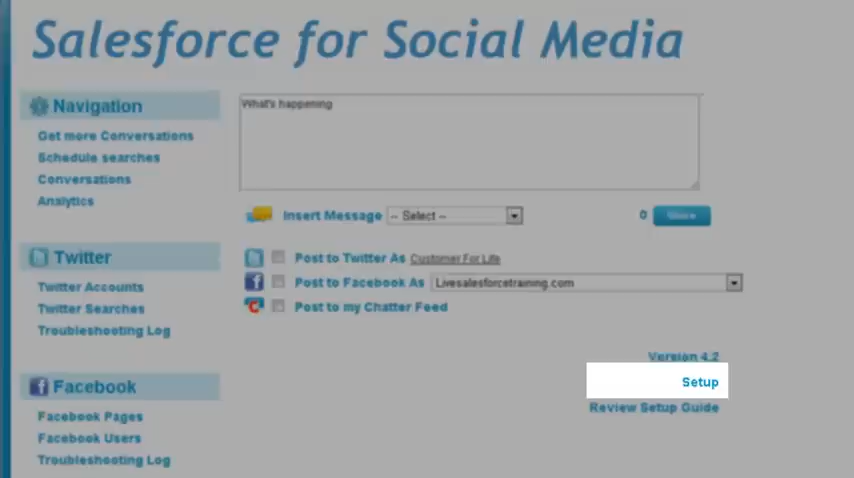 Salesforce for Social Media
Navigation
Get more Conversations
Schedule searches
Conversations
Analytics
What's happening
Insert Message
-- Select --
0
Share
Twitter
Twitter Accounts
Twitter Searches
Troubleshooting Log
Post to Twitter As Customer For Life
Post to Facebook As Livesalesforcetraining.com
Post to my Chatter Feed
Version 4.2
Setup
Review Setup Guide
Facebook
Facebook Pages
Facebook Users
Troubleshooting Log